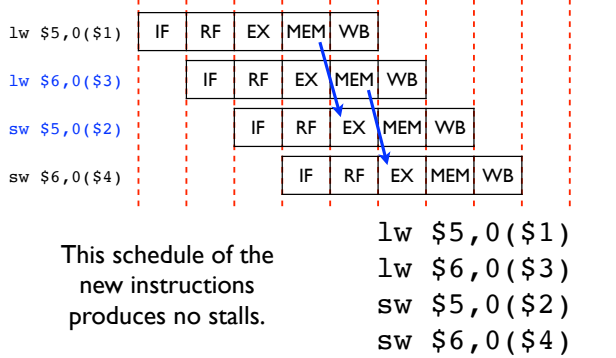 lw $5,0($1) IF RF EX MEM WB
lw $6,0($3) IF RF EX MEM WB
sw $5,0($2) IF RF EX MEM WB
sw $6,0($4) IF RF EX MEM WB
This schedule of the
new instructions
produces no stalls.
lw $5,0($1)
lw $6,0($3)
sw $5,0($2)
sw $6,0($4)